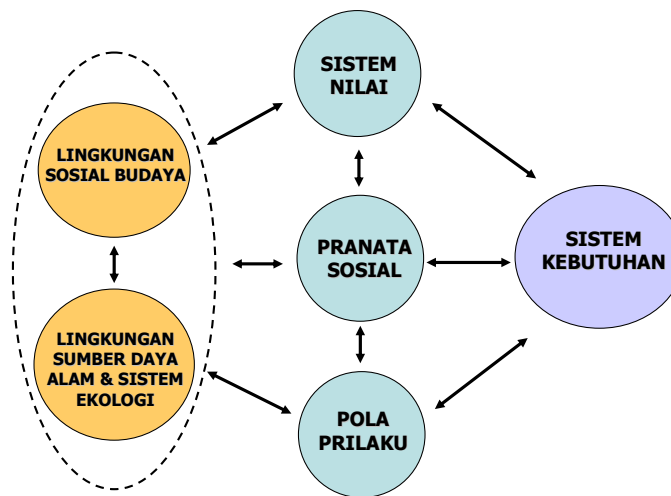 SISTEM
NILAI
LINGKUNGAN
SOSIAL BUDAYA
PRANATA
SOSIAL
SISTEM
KEBUTUHAN
LINGKUNGAN
SUMBER DAYA
ALAM & SISTEM
EKOLOGI
POLA
PRILAKU